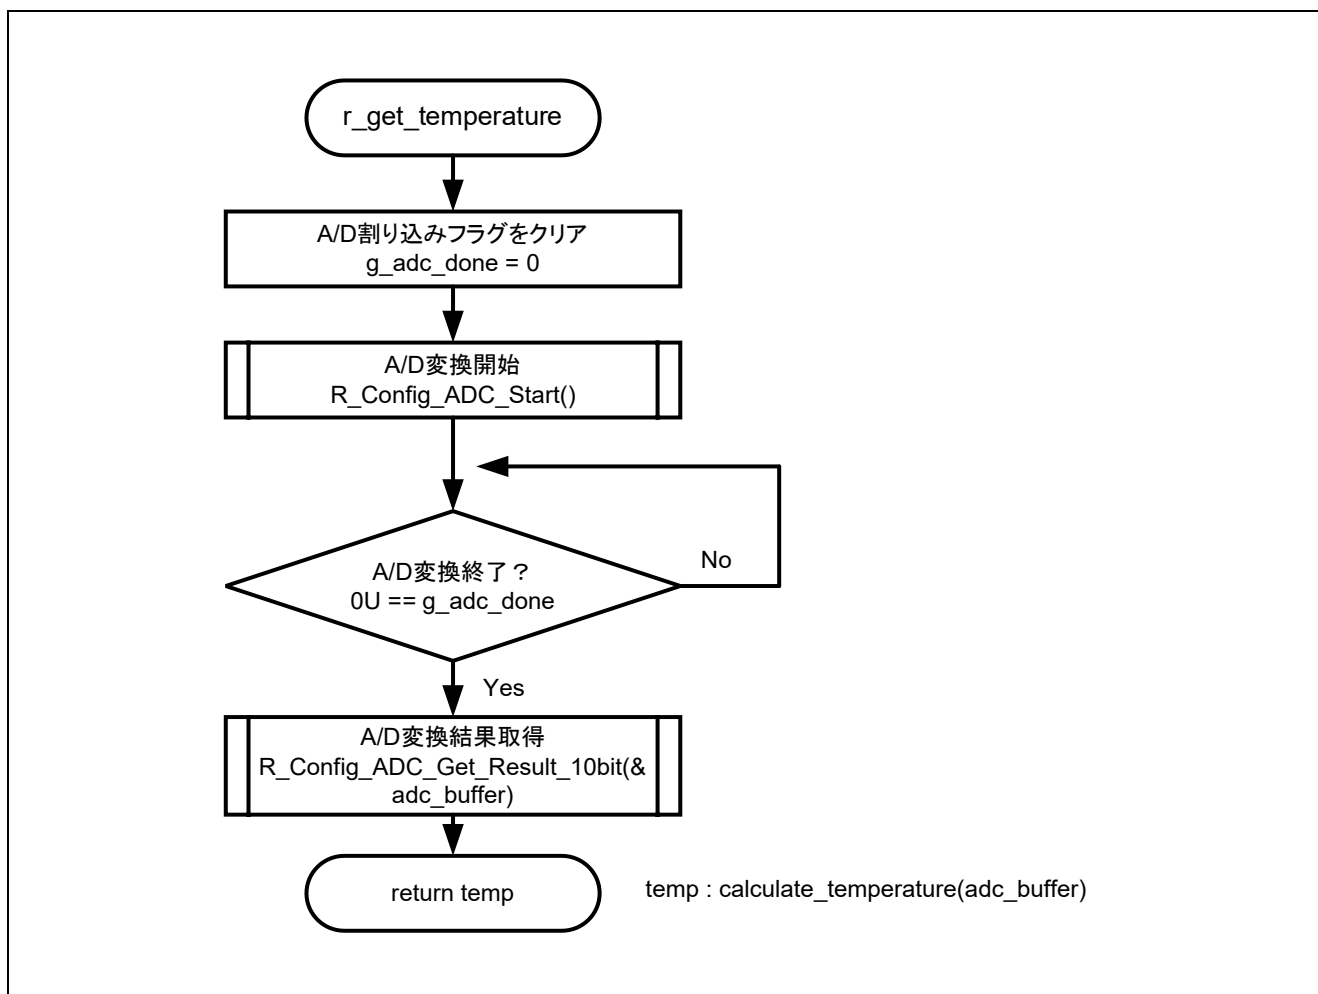 r_get_temperature
A/D割り込みフラグをクリア
g_adc_done = 0
A/D変換開始
R_Config_ADC_Start()
A/D変換終了？
0U == g_adc_done
No
Yes
A/D変換結果取得
R_Config_ADC_Get_Result_10bit(&
adc_buffer)
return temp
temp : calculate_temperature(adc_buffer)